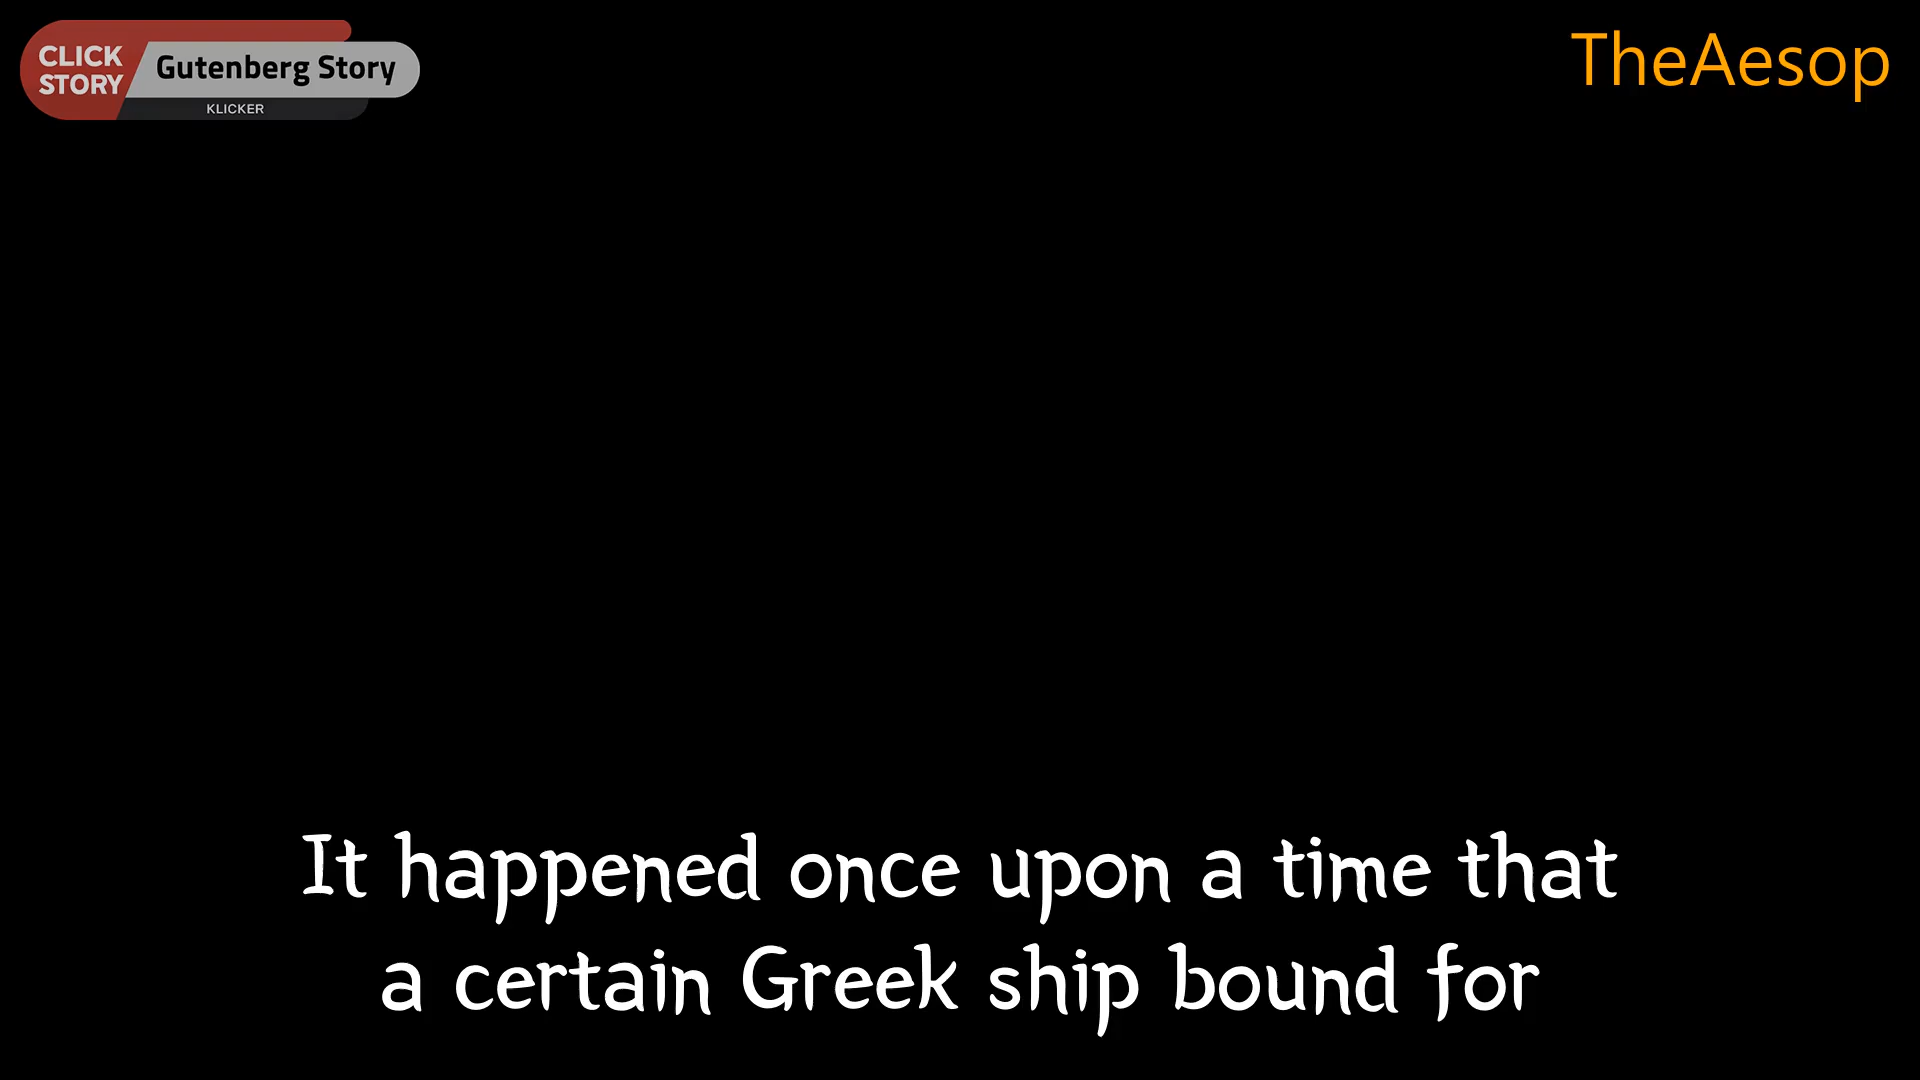 CLICK
STORY
Gutenberg Story
KLICKER
TheAesop
It happened once upon a time that
a certain Greek ship bound for